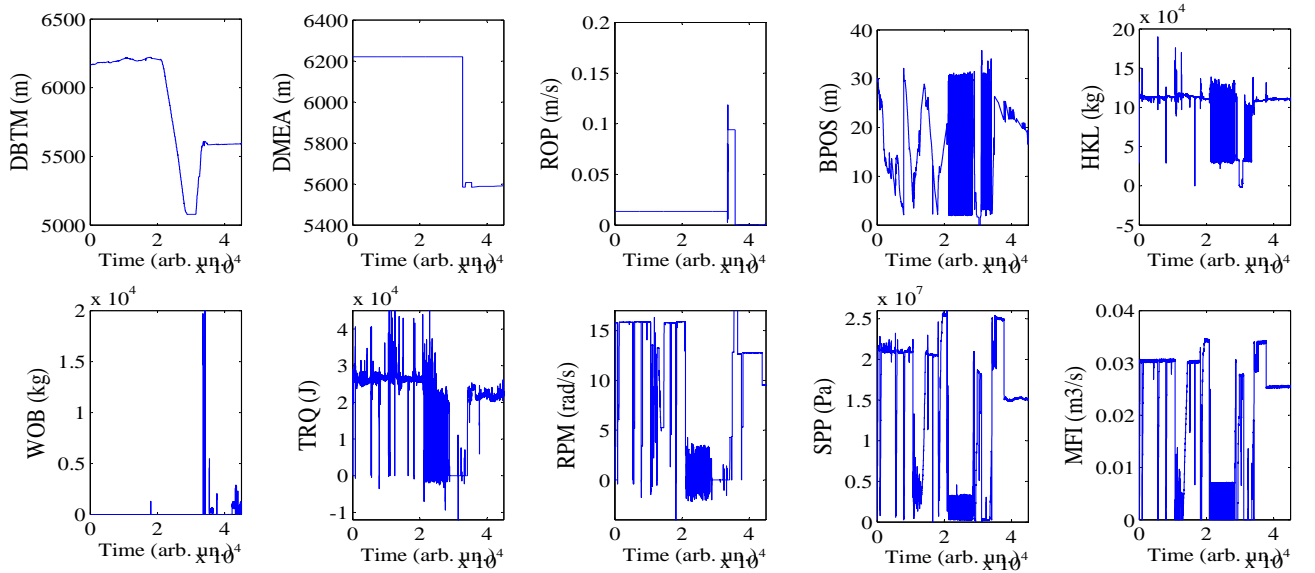 6500
6000
5500
5000
DBTM (m)
0 2 4
Time (arb. un.)
x 10^4
6400
6200
6000
5800
5600
5400
DMEA (m)
0 2 4
Time (arb. un.)
x 10^4
0.2
0.15
0.1
0.05
0
ROP (m/s)
0 2 4
Time (arb. un.)
x 10^4
40
30
20
10
0
BPOS (m)
0 2 4
Time (arb. un.)
x 10^4
x 10^4
20
15
10
5
0
-5
HKL (kg)
0 2 4
Time (arb. un.)
x 10^4
x 10^4
2
1.5
1
0.5
0
WOB (kg)
0 2 4
Time (arb. un.)
x 10^4
x 10^4
4
3
2
1
0
-1
TRQ (J)
0 2 4
Time (arb. un.)
x 10^4
15
10
5
0
RPM (rad/s)
0 2 4
Time (arb. un.)
x 10^4
x 10^7
2.5
2
1.5
1
0.5
0
SPP (Pa)
0 2 4
Time (arb. un.)
x 10^4
0.04
0.03
0.02
0.01
0
MFI (m3/s)
0 2 4
Time (arb. un.)
x 10^4